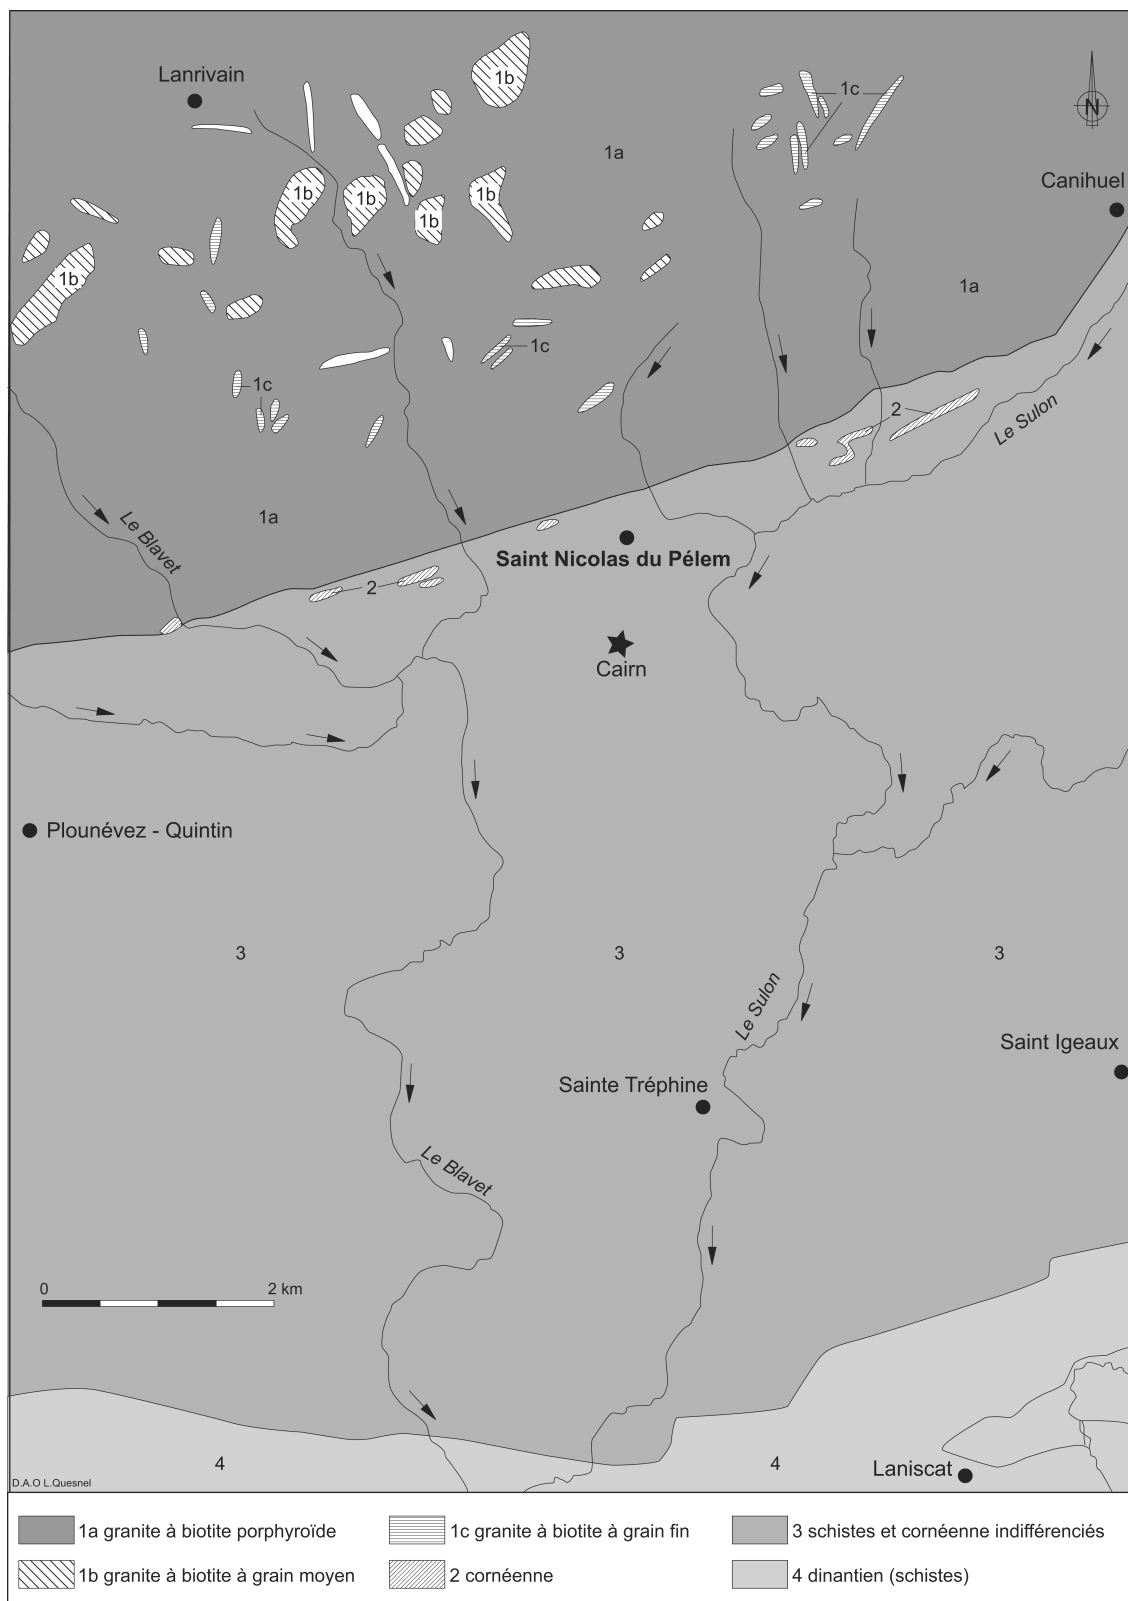 Lanrivain
1b
1c
N
1a
Canihuel
1b
1b
1b
1b
1b
1a
1c
1c
2
Le Sulon
1a
Le Blavet
Saint Nicolas du Pélem
2
Cairn
Plounévez - Quintin
3
3
3
Le Sulon
Saint Igeaux
Sainte Tréphine
Le Blavet
0 2 km
4
4
Laniscat
D.A.O L.Quesnel
1a granite à biotite porphyroïde
1c granite à biotite à grain fin
3 schistes et cornéenne indifférenciés
1b granite à biotite à grain moyen
2 cornéenne
4 dinantien (schistes)